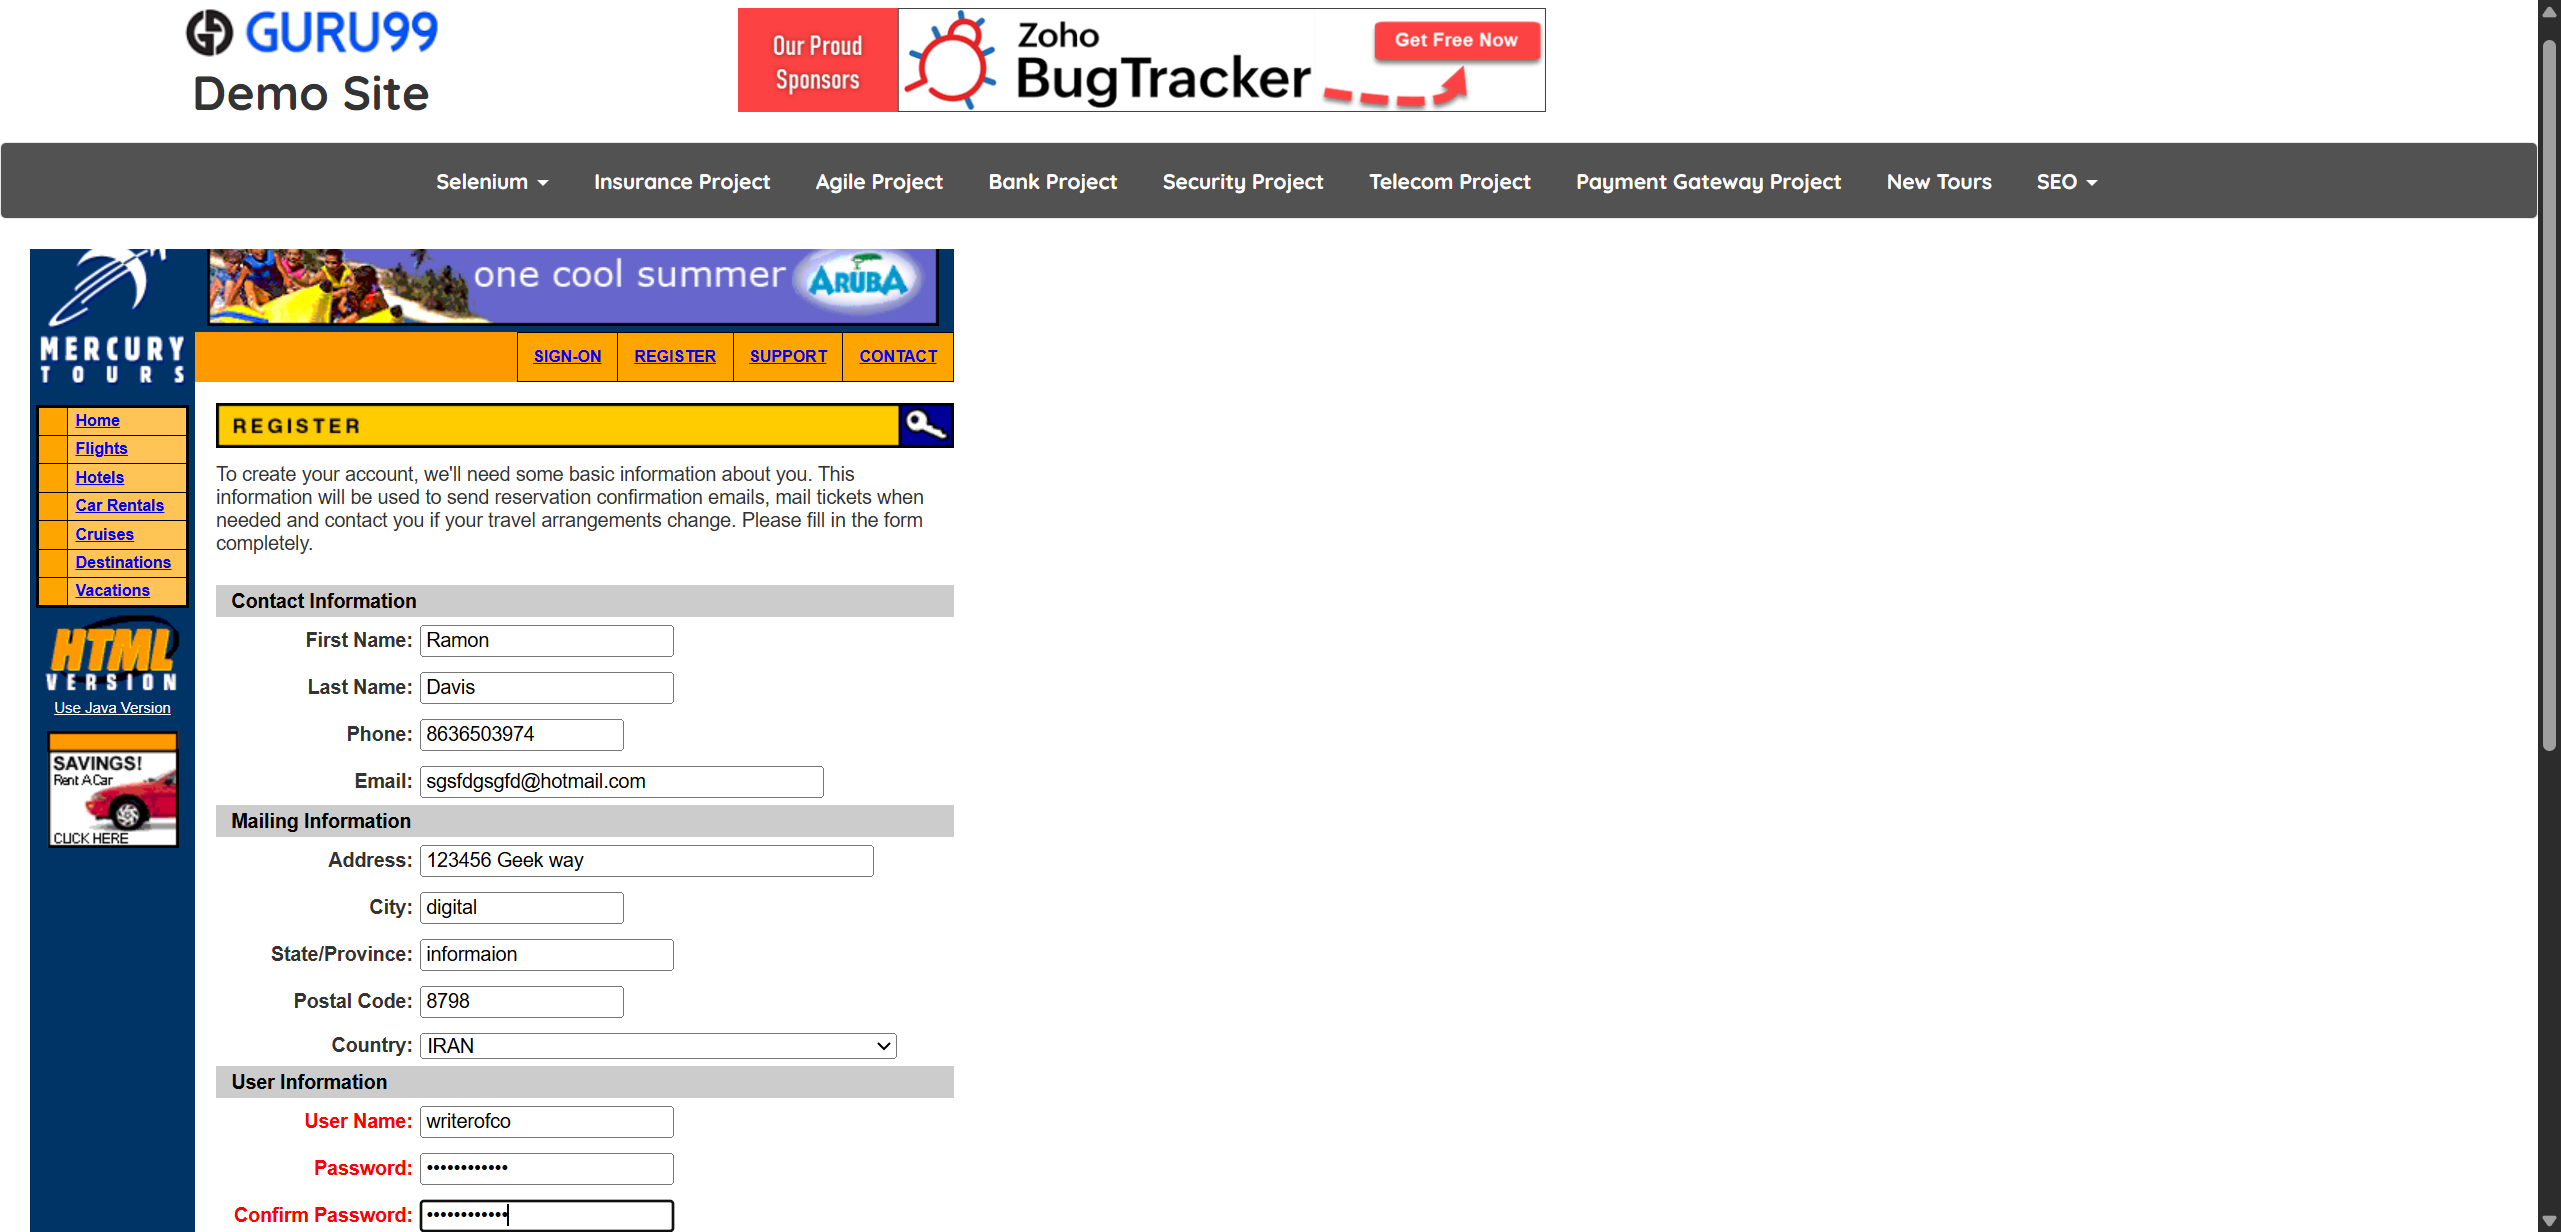 GURU99
Demo Site
Our Proud
Sponsors
Zoho
BugTracker
Get Free Now
Selenium
Insurance Project
Agile Project
Bank Project
Security Project
Telecom Project
Payment Gateway Project
New Tours
SEO
one cool summer
ARUBA
MERCURY
TOURS
SIGN-ON
REGISTER
SUPPORT
CONTACT
Home
Flights
Hotels
Car Rentals
Cruises
Destinations
Vacations
HTML
VERSION
Use Java Version
SAVINGS!
Rent A Car
CLICK HERE
REGISTER
To create your account, we'll need some basic information about you. This
information will be used to send reservation confirmation emails, mail tickets when
needed and contact you if your travel arrangements change. Please fill in the form
completely.
Contact Information
First Name: Ramon
Last Name: Davis
Phone: 8636503974
Email: sgsfdgsgfd@hotmail.com
Mailing Information
Address: 123456 Geek way
City: digital
State/Province: informaion
Postal Code: 8798
Country: IRAN
User Information
User Name: writerofco
Password: ••••••••••••
Confirm Password: ••••••••••••